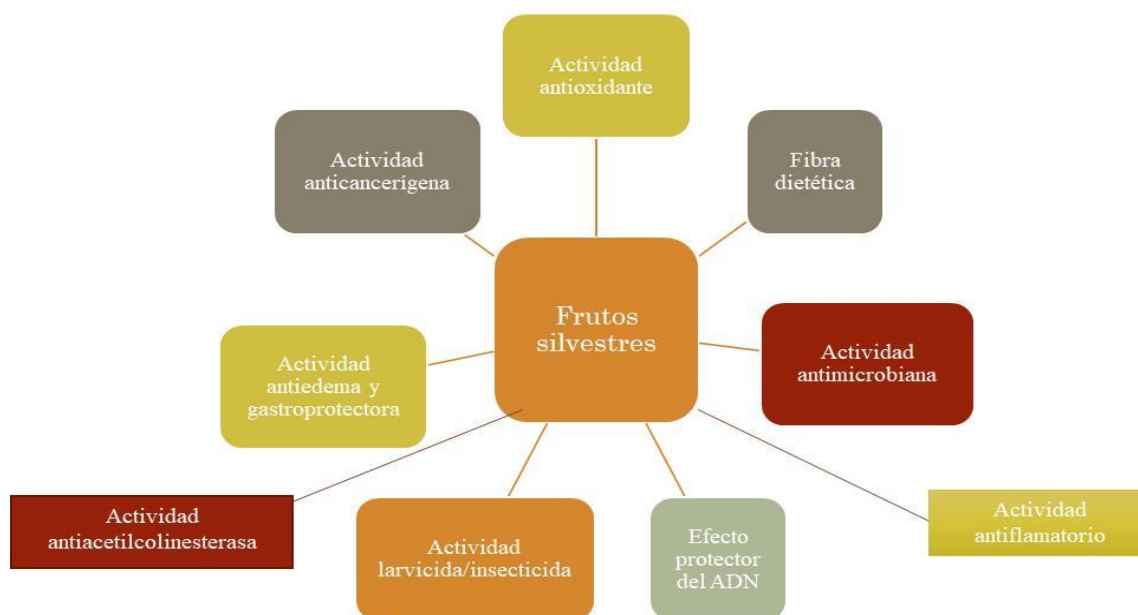 Actividad
antioxidante
Actividad
anticancerígena
Fibra
dietética
Frutos
silvestres
Actividad
antiedema y
gastroprotectora
Actividad
antimicrobiana
Actividad
antiacetilcolinesterasa
Actividad
larvicida/insecticida
Efecto
protector
del ADN
Actividad
antiflamatorio